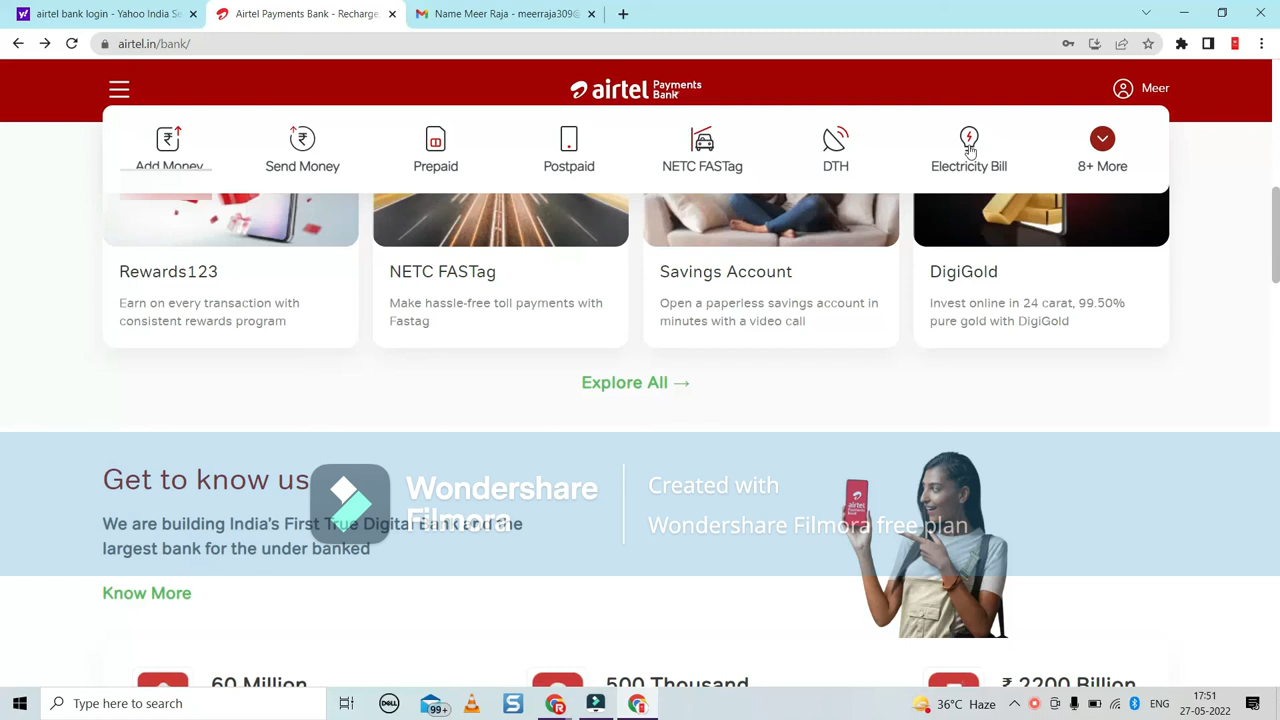 airtel bank login - Yahoo India Se
Airtel Payments Bank - Recharge
Name Meer Raja - meerraja309@
airtel.in/bank/
airtel Payments Bank
Meer
Add Money
Send Money
Prepaid
Postpaid
NETC FASTag
DTH
Electricity Bill
8+ More
Rewards123
Earn on every transaction with
consistent rewards program
NETC FASTag
Make hassle-free toll payments with
Fastag
Savings Account
Open a paperless savings account in
minutes with a video call
DigiGold
Invest online in 24 carat, 99.50%
pure gold with DigiGold
Explore All →
Get to know us
We are building India's First True Digital Bank and the
largest bank for the under banked
Know More
Wondershare
Filmora
Created with
Wondershare Filmora free plan
60 Million
500 Thousand
₹ 2200 Billion
Type here to search
DELL
99+
36°C Haze
ENG
17:51
27-05-2022